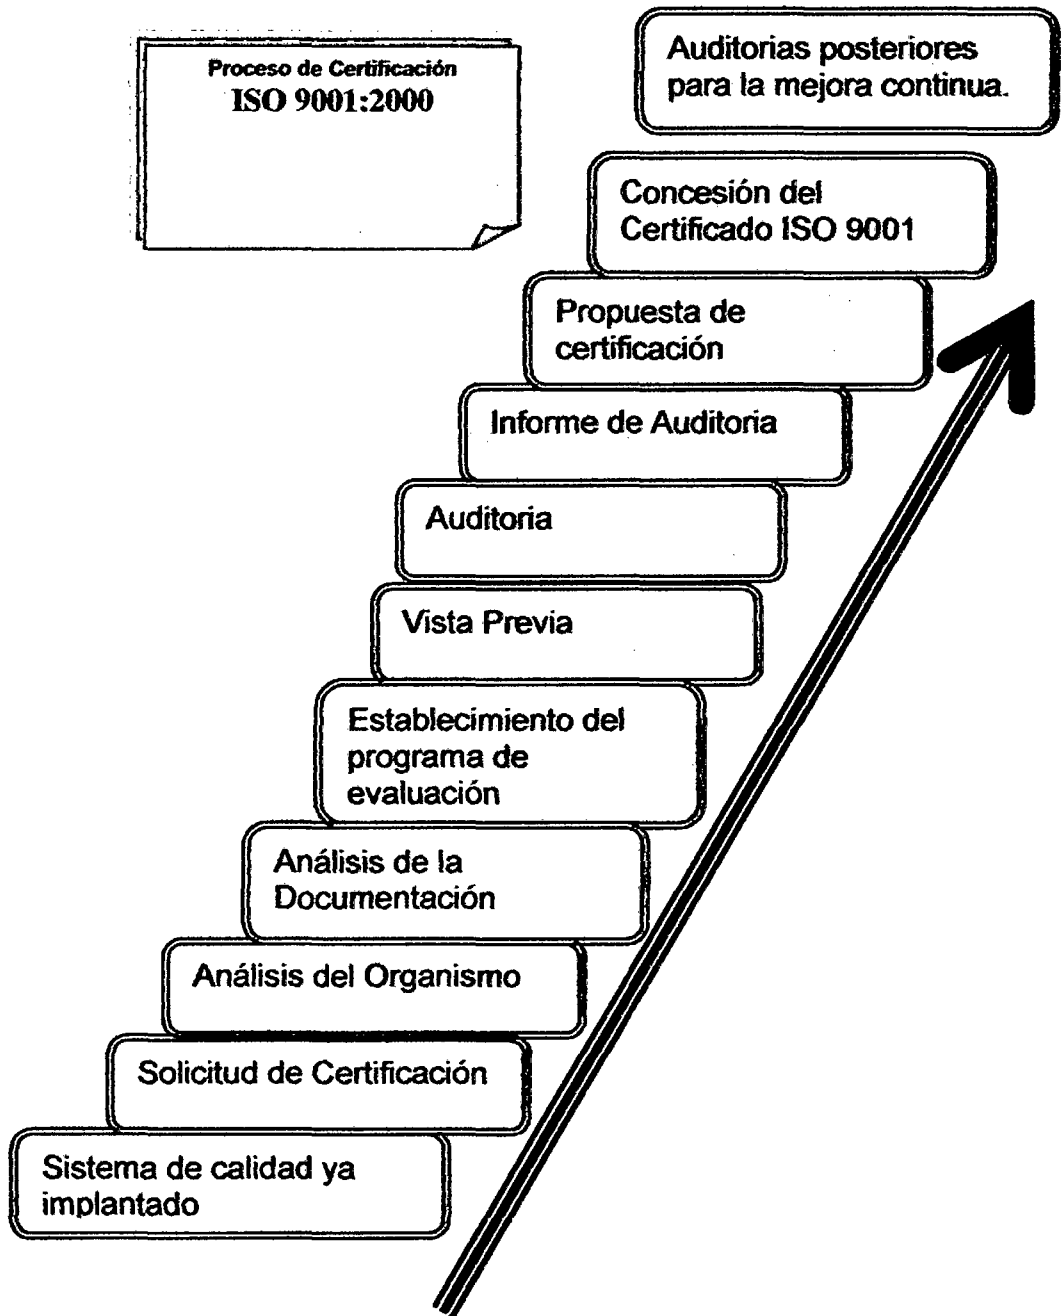 Proceso de Certificación
ISO 9001:2000
Auditorias posteriores
para la mejora continua.
Concesión del
Certificado ISO 9001
Propuesta de
certificación
Informe de Auditoria
Auditoria
Vista Previa
Establecimiento del
programa de
evaluación
Análisis de la
Documentación
Análisis del Organismo
Solicitud de Certificación
Sistema de calidad ya
implantado